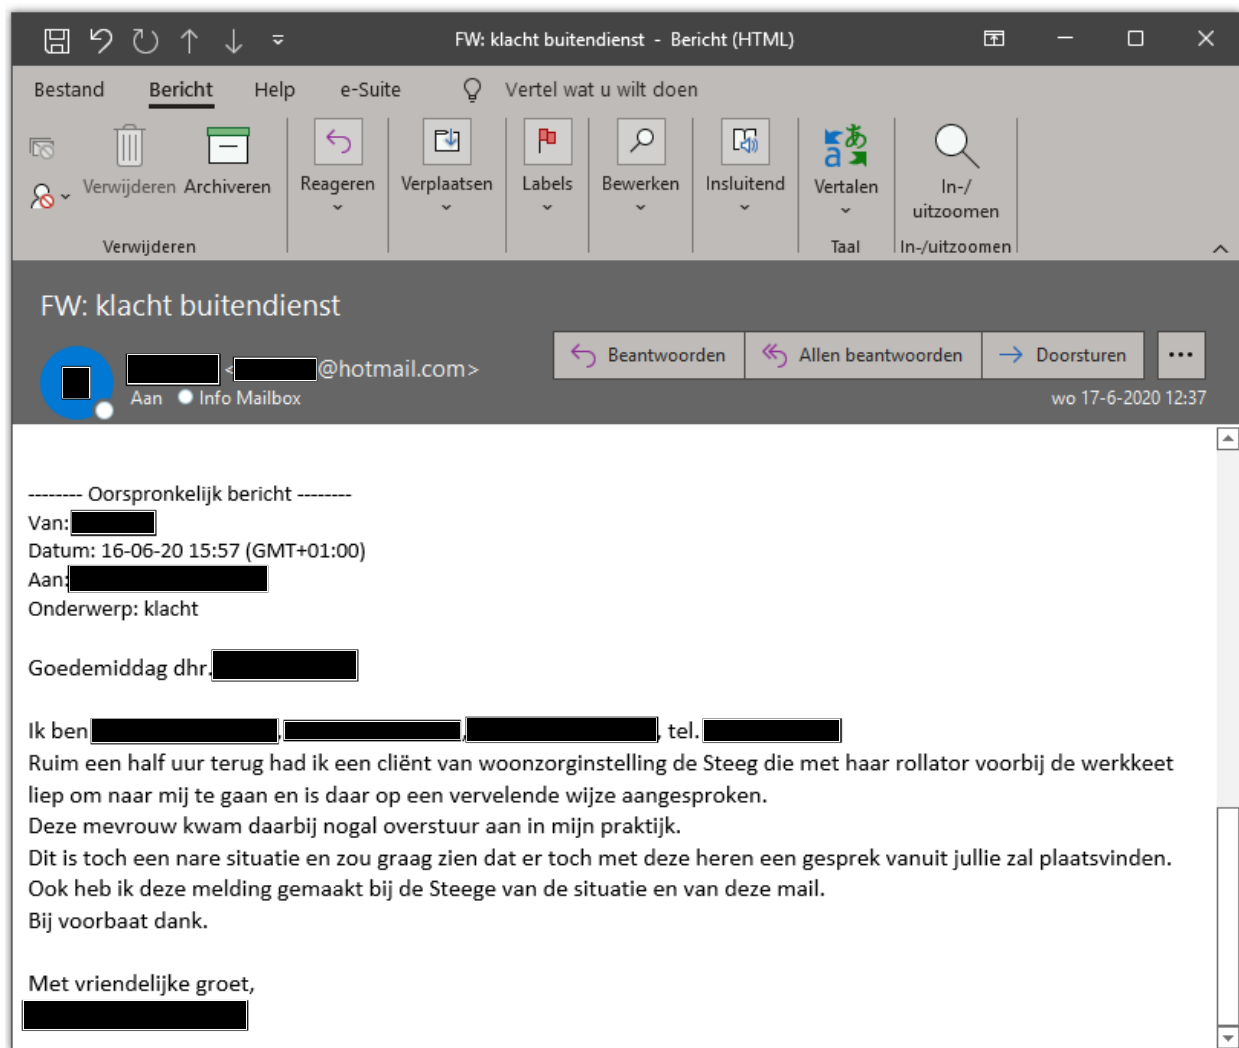 FW: klacht buitendienst - Bericht (HTML)
Bestand Bericht Help e-Suite Vertel wat u wilt doen
Verwijderen Archiveren Reageren Verplaatsen Labels Bewerken Insluitend Vertalen In-/
uitzoomen
Verwijderen Taal In-/uitzoomen
FW: klacht buitendienst
< @hotmail.com>
Beantwoorden Allen beantwoorden Doorsturen
Aan Info Mailbox
wo 17-6-2020 12:37
-------- Oorspronkelijk bericht --------
Van:
Datum: 16-06-20 15:57 (GMT+01:00)
Aan:
Onderwerp: klacht
Goedemiddag dhr.
Ik ben , , , tel.
Ruim een half uur terug had ik een cliënt van woonzorginstelling de Steeg die met haar rollator voorbij de werkkeet
liep om naar mij te gaan en is daar op een vervelende wijze aangesproken.
Deze mevrouw kwam daarbij nogal overstuur aan in mijn praktijk.
Dit is toch een nare situatie en zou graag zien dat er toch met deze heren een gesprek vanuit jullie zal plaatsvinden.
Ook heb ik deze melding gemaakt bij de Steege van de situatie en van deze mail.
Bij voorbaat dank.
Met vriendelijke groet,